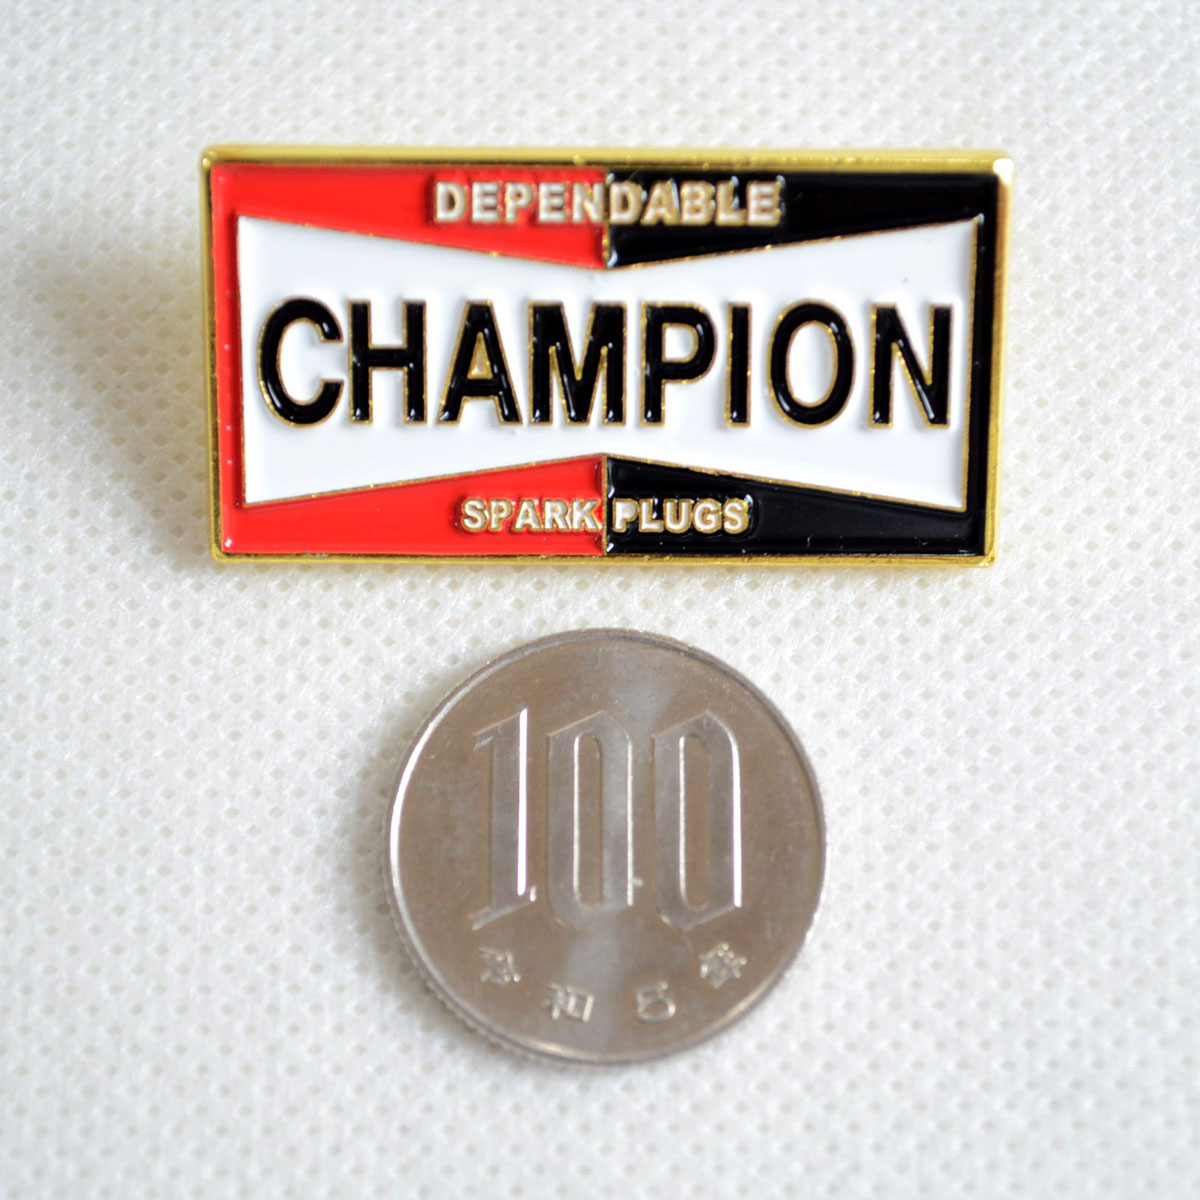 DEPENDABLE
CHAMPION
SPARK PLUGS
100
令和5年